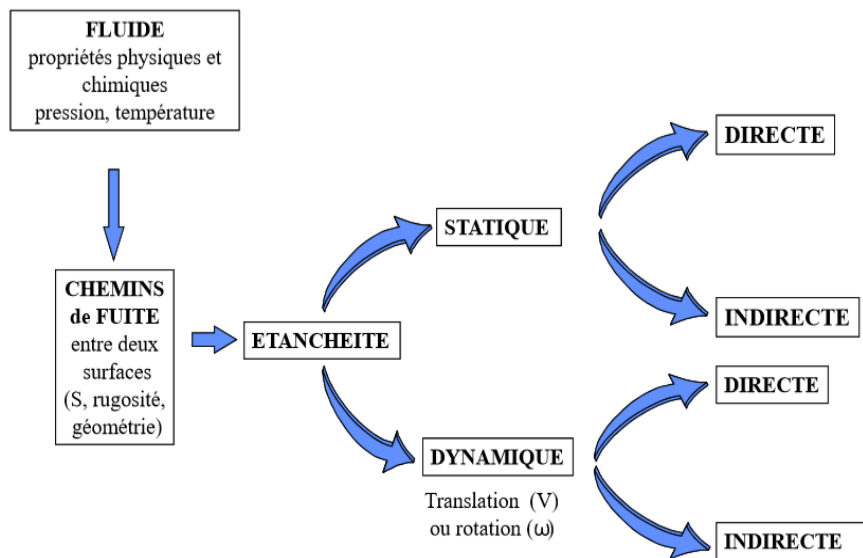 FLUIDE
propriétés physiques et
chimiques
pression, température
DIRECTE
STATIQUE
CHEMINS
de FUITE
entre deux
surfaces
(S, rugosité,
géométrie)
ETANCHEITE
INDIRECTE
DIRECTE
DYNAMIQUE
Translation (V)
ou rotation (ω)
INDIRECTE